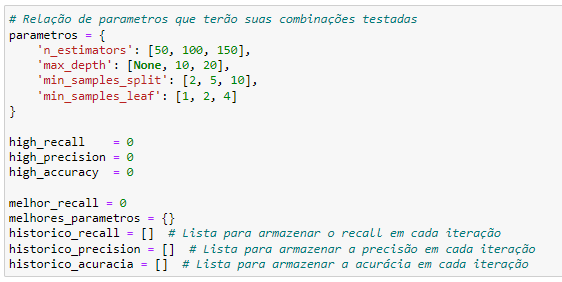 # Relação de parametros que terão suas combinações testadas
parametros = {
    'n_estimators': [50, 100, 150],
    'max_depth': [None, 10, 20],
    'min_samples_split': [2, 5, 10],
    'min_samples_leaf': [1, 2, 4]
}
high_recall    = 0
high_precision = 0
high_accuracy  = 0
melhor_recall = 0
melhores_parametros = {}
historico_recall = []  # Lista para armazenar o recall em cada iteração
historico_precision = []  # Lista para armazenar a precisão em cada iteração
historico_acuracia = []  # Lista para armazenar a acurácia em cada iteração